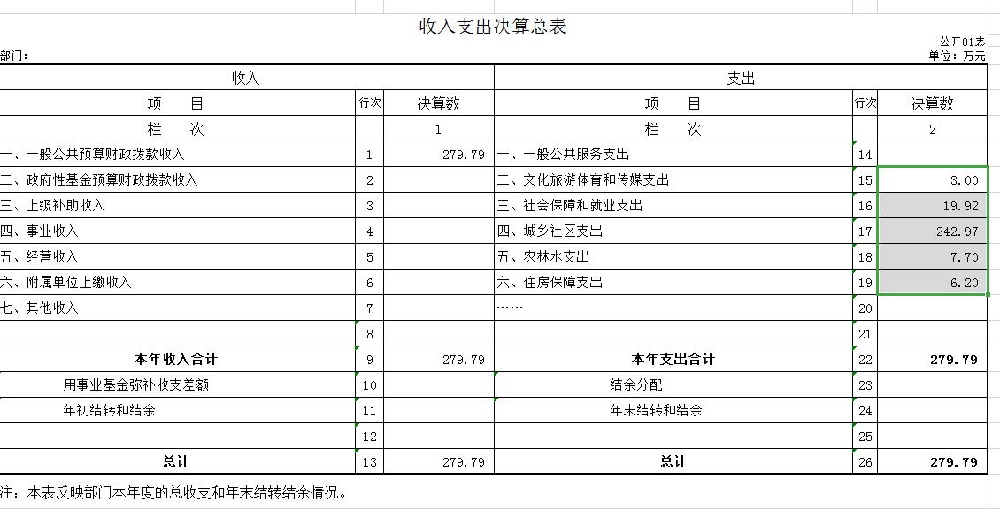 收入支出决算总表
公开01表
部门： 单位：万元
收入 支出
项 目 行次 决算数 项 目 行次 决算数
栏 次 1 栏 次 2
一、一般公共预算财政拨款收入 1 279.79 一、一般公共服务支出 14
二、政府性基金预算财政拨款收入 2 二、文化旅游体育和传媒支出 15 3.00
三、上级补助收入 3 三、社会保障和就业支出 16 19.92
四、事业收入 4 四、城乡社区支出 17 242.97
五、经营收入 5 五、农林水支出 18 7.70
六、附属单位上缴收入 6 六、住房保障支出 19 6.20
七、其他收入 7 …… 20
8 21
本年收入合计 9 279.79 本年支出合计 22 279.79
用事业基金弥补收支差额 10 结余分配 23
年初结转和结余 11 年末结转和结余 24
12 25
总计 13 279.79 总计 26 279.79
注：本表反映部门本年度的总收支和年末结转结余情况。